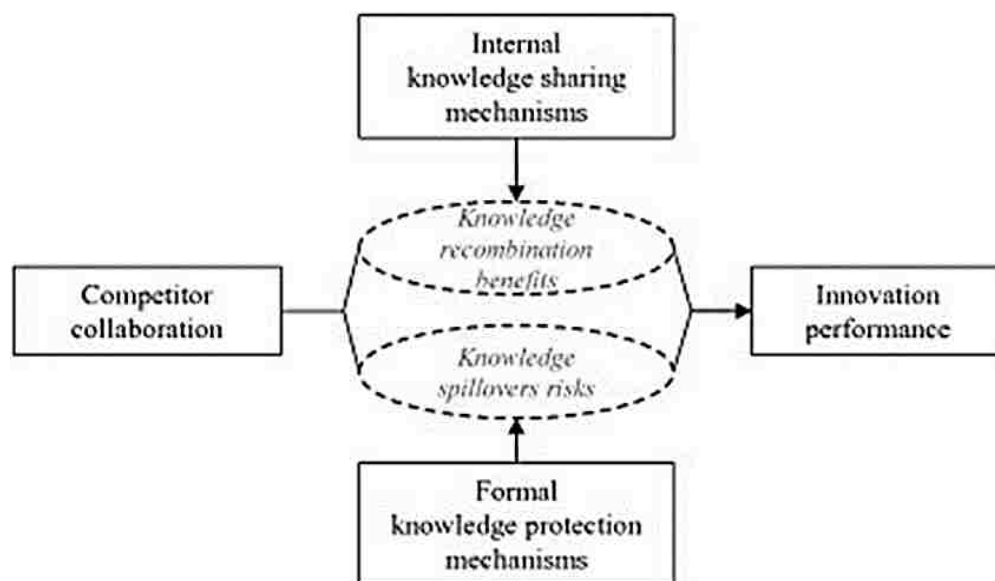 Internal
knowledge sharing
mechanisms
Knowledge
recombination
benefits
Competitor
collaboration
Innovation
performance
Knowledge
spillovers risks
Formal
knowledge protection
mechanisms